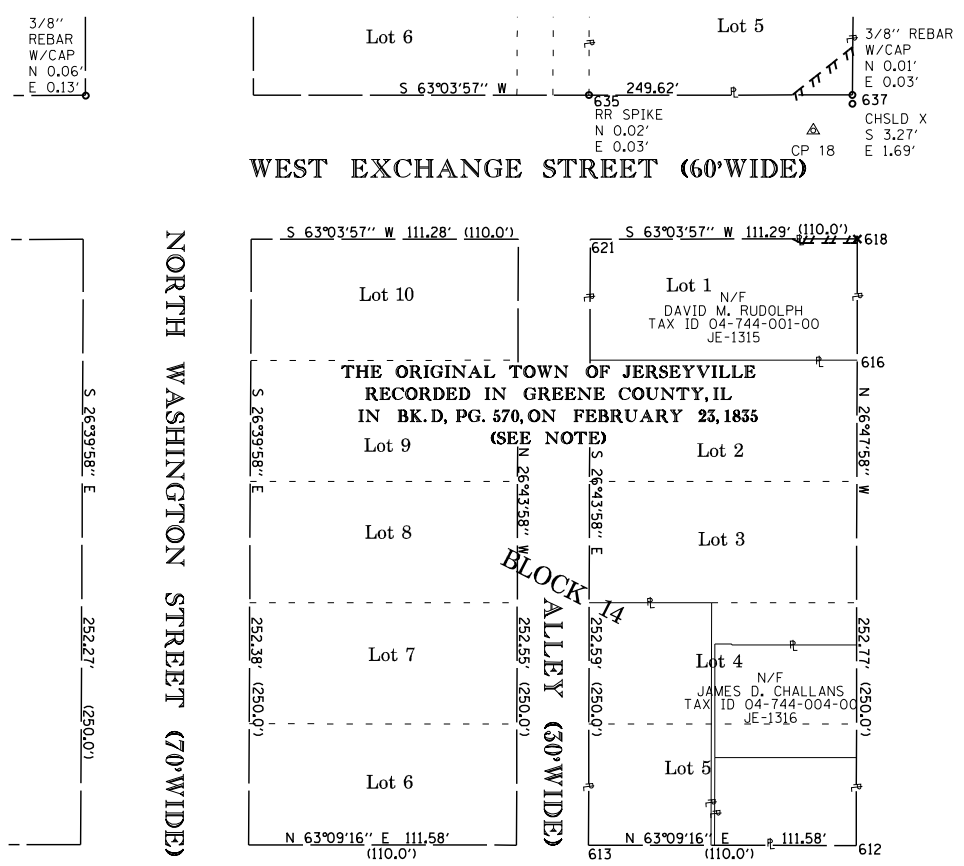 3/8"
REBAR
W/CAP
N 0.06'
E 0.13'
Lot 6
Lot 5
3/8" REBAR
W/CAP
N 0.01'
E 0.03'
S 63°03'57" W 249.62'
635
RR SPIKE
N 0.02'
E 0.03'
637
CHSLD X
S 3.27'
E 1.69'
CP 18
WEST EXCHANGE STREET (60'WIDE)
S 63°03'57" W 111.28' (110.0')
S 63°03'57" W 111.29' (110.0')
618
621
NORTH WASHINGTON STREET (70'WIDE)
Lot 10
Lot 1
N/F
DAVID M. RUDOLPH
TAX ID 04-744-001-00
JE-1315
616
THE ORIGINAL TOWN OF JERSEYVILLE
RECORDED IN GREENE COUNTY, IL
IN BK. D, PG. 570, ON FEBRUARY 23, 1835
(SEE NOTE)
S 26°39'58" E 252.27' (250.0')
S 26°39'58" E 252.38' (250.0')
N 26°43'58" W 252.55' (250.0')
S 26°43'58" E 252.59' (250.0')
N 26°47'58" W 252.77' (250.0')
Lot 9
Lot 2
Lot 8
Lot 3
BLOCK 14
ALLEY (30'WIDE)
Lot 7
Lot 4
N/F
JAMES D. CHALLANS
TAX ID 04-744-004-00
JE-1316
Lot 6
Lot 5
N 63°09'16" E 111.58'
(110.0')
N 63°09'16" E 111.58'
(110.0')
613
612